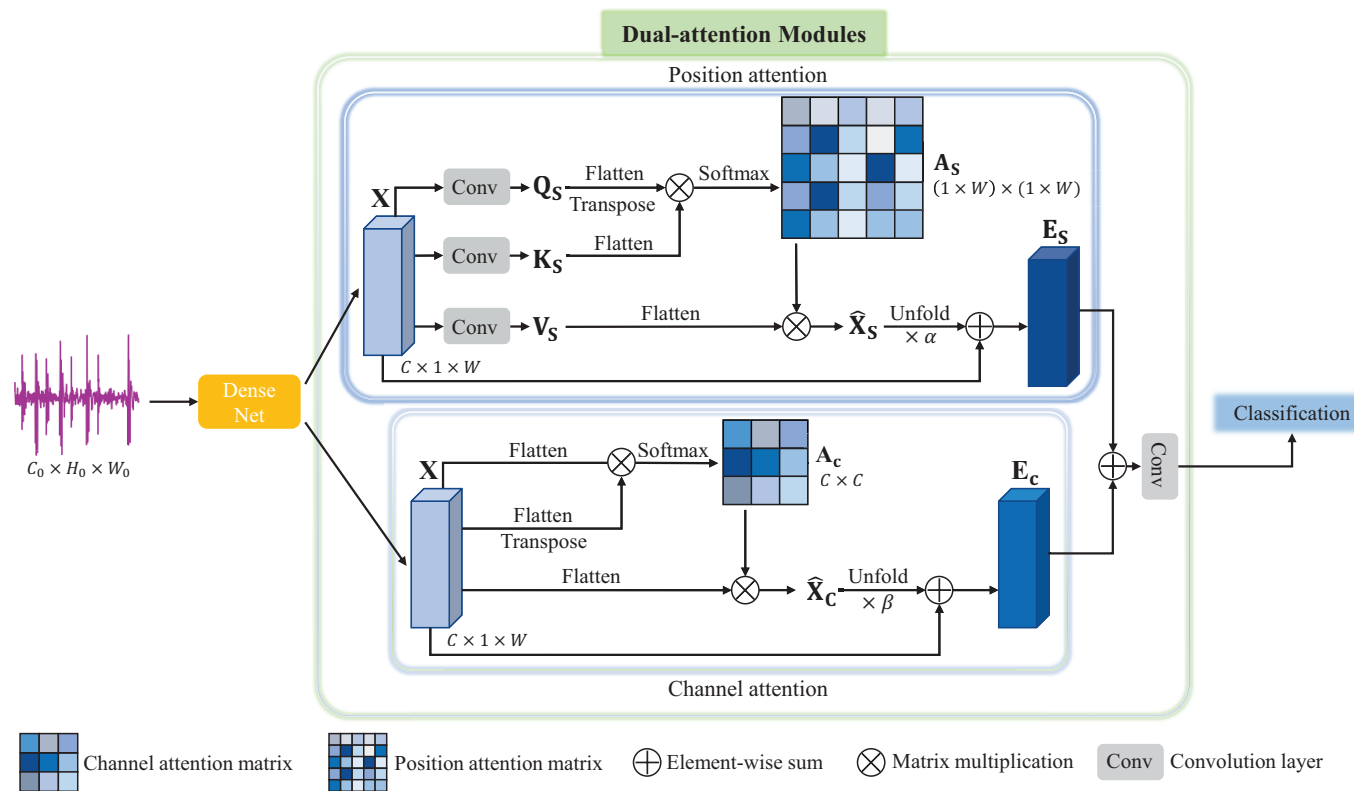 Dual-attention Modules
Position attention
X
Conv
Q_S
Flatten
Transpose
Softmax
A_S
(1 × W) × (1 × W)
Conv
K_S
Flatten
Conv
V_S
Flatten
X̂_S
Unfold
× α
E_S
C × 1 × W
C₀ × H₀ × W₀
Dense
Net
X
Flatten
Softmax
A_c
C × C
Flatten
Transpose
Flatten
X̂_C
Unfold
× β
E_c
C × 1 × W
Channel attention
Conv
Classification
Channel attention matrix
Position attention matrix
Element-wise sum
Matrix multiplication
Conv
Convolution layer